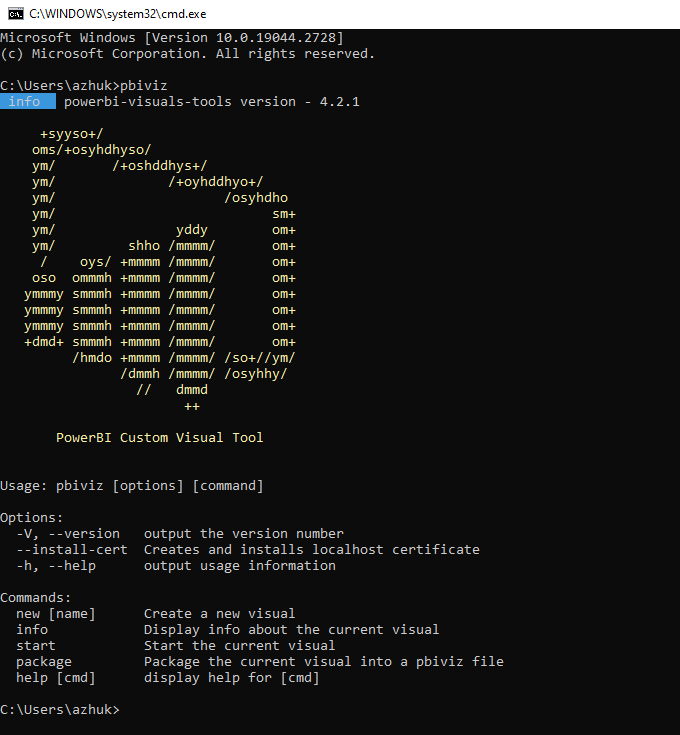 C:\WINDOWS\system32\cmd.exe
Microsoft Windows [Version 10.0.19044.2728]
(c) Microsoft Corporation. All rights reserved.

C:\Users\azhuk>pbiviz
 info   powerbi-visuals-tools version - 4.2.1

     +syyso+/
    oms/+osyhdhyso/
    ym/       /+oshddhys+/
    ym/              /+oyhddhyo+/
    ym/                     /osyhdho
    ym/                           sm+
    ym/               yddy        om+
    ym/         shho /mmmm/       om+
     /    oys/ +mmmm /mmmm/       om+
    oso  ommmh +mmmm /mmmm/       om+
   ymmmy smmmh +mmmm /mmmm/       om+
   ymmmy smmmh +mmmm /mmmm/       om+
   ymmmy smmmh +mmmm /mmmm/       om+
   +dmd+ smmmh +mmmm /mmmm/       om+
         /hmdo +mmmm /mmmm/ /so+//ym/
               /dmmh /mmmm/ /osyhhy/
                 //   dmmd
                       ++

       PowerBI Custom Visual Tool

Usage: pbiviz [options] [command]

Options:
  -V, --version   output the version number
  --install-cert  Creates and installs localhost certificate
  -h, --help      output usage information

Commands:
  new [name]      Create a new visual
  info            Display info about the current visual
  start           Start the current visual
  package         Package the current visual into a pbiviz file
  help [cmd]      display help for [cmd]

C:\Users\azhuk>